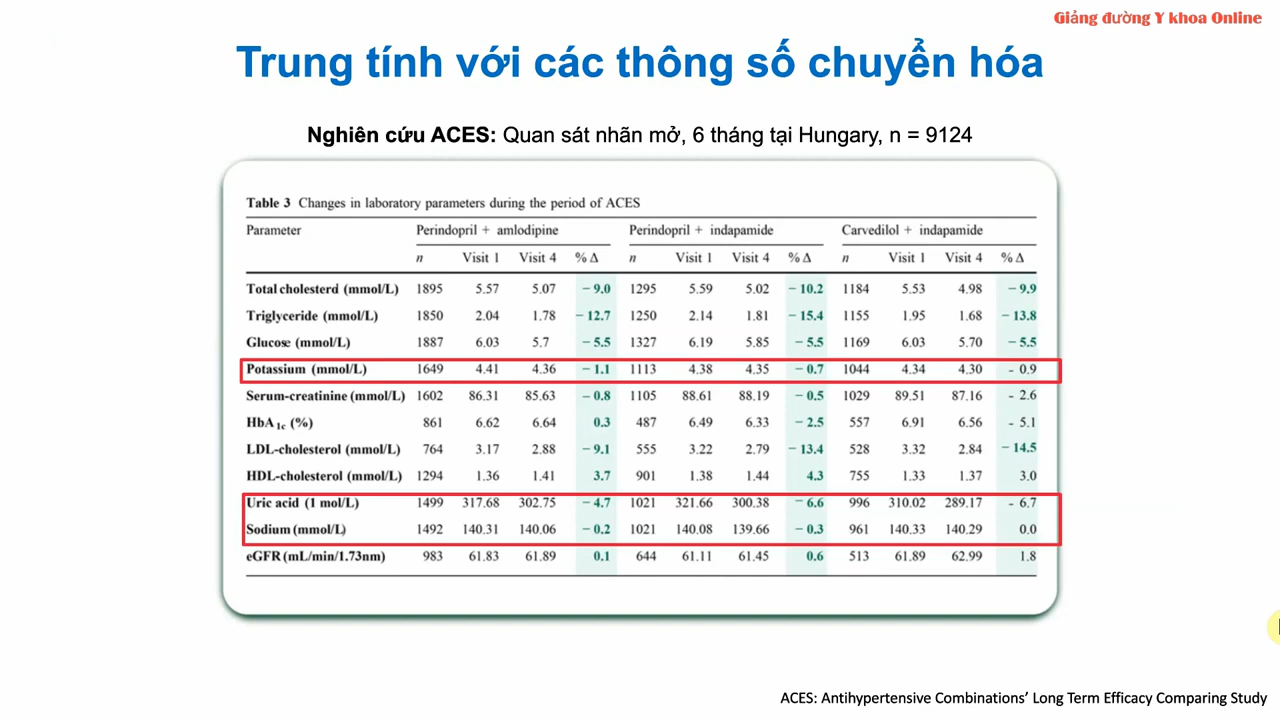 Giảng đường Y khoa Online
Trung tính với các thông số chuyển hóa
Nghiên cứu ACES: Quan sát nhãn mở, 6 tháng tại Hungary, n = 9124
Table 3 Changes in laboratory parameters during the period of ACES
Parameter Perindopril + amlodipine Perindopril + indapamide Carvedilol + indapamide
n Visit 1 Visit 4 % Δ n Visit 1 Visit 4 % Δ n Visit 1 Visit 4 % Δ
Total cholesterd (mmol/L) 1895 5.57 5.07 − 9.0 1295 5.59 5.02 − 10.2 1184 5.53 4.98 − 9.9
Triglyceride (mmol/L) 1850 2.04 1.78 − 12.7 1250 2.14 1.81 − 15.4 1155 1.95 1.68 − 13.8
Glucose (mmol/L) 1887 6.03 5.7 − 5.5 1327 6.19 5.85 − 5.5 1169 6.03 5.70 − 5.5
Potassium (mmol/L) 1649 4.41 4.36 − 1.1 1113 4.38 4.35 − 0.7 1044 4.34 4.30 - 0.9
Serum-creatinine (mmol/L) 1602 86.31 85.63 − 0.8 1105 88.61 88.19 − 0.5 1029 89.51 87.16 - 2.6
HbA1c (%) 861 6.62 6.64 0.3 487 6.49 6.33 − 2.5 557 6.91 6.56 - 5.1
LDL-cholesterol (mmol/L) 764 3.17 2.88 − 9.1 555 3.22 2.79 − 13.4 528 3.32 2.84 − 14.5
HDL-cholesterol (mmol/L) 1294 1.36 1.41 3.7 901 1.38 1.44 4.3 755 1.33 1.37 3.0
Uric acid (1 mol/L) 1499 317.68 302.75 − 4.7 1021 321.66 300.38 − 6.6 996 310.02 289.17 - 6.7
Sodium (mmol/L) 1492 140.31 140.06 − 0.2 1021 140.08 139.66 − 0.3 961 140.33 140.29 0.0
eGFR (mL/min/1.73nm) 983 61.83 61.89 0.1 644 61.11 61.45 0.6 513 61.89 62.99 1.8
ACES: Antihypertensive Combinations' Long Term Efficacy Comparing Study